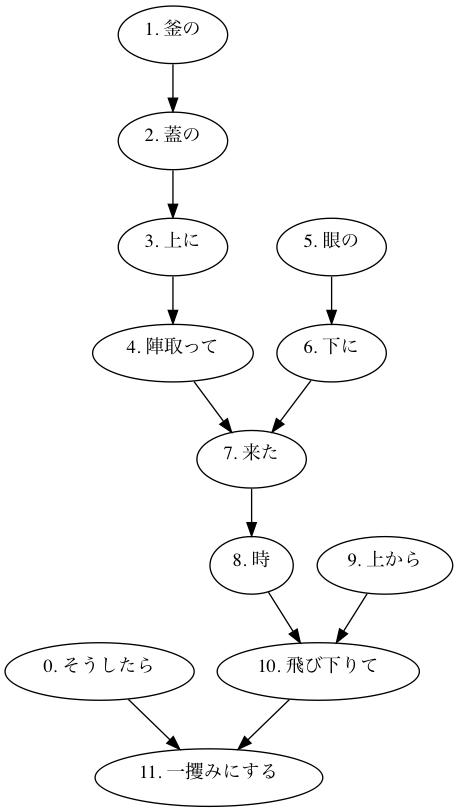 1. 釜の
2. 蓋の
3. 上に
5. 眼の
4. 陣取って
6. 下に
7. 来た
8. 時
9. 上から
0. そうしたら
10. 飛び下りて
11. 一攫みにする